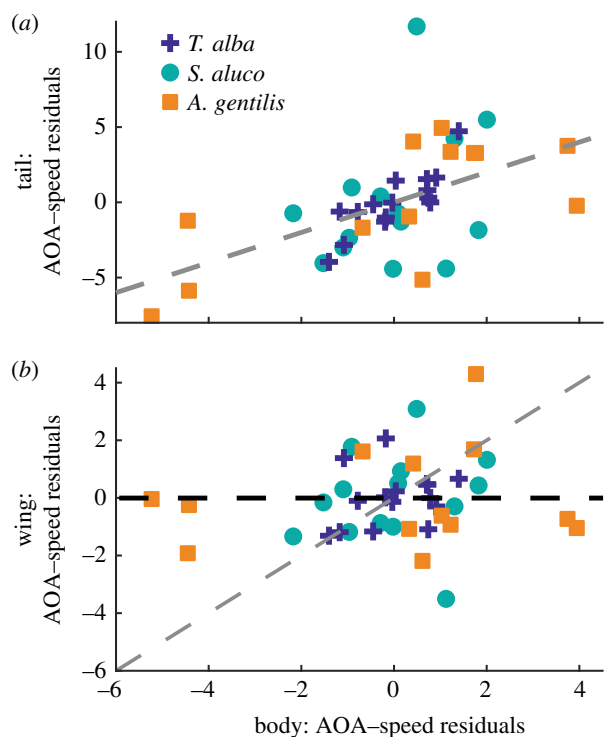 (a)
T. alba
S. aluco
A. gentilis
tail:
AOA–speed residuals
10
5
0
−5
(b)
wing:
AOA–speed residuals
4
2
0
−2
−4
−6
−6 −4 −2 0 2 4
body: AOA–speed residuals